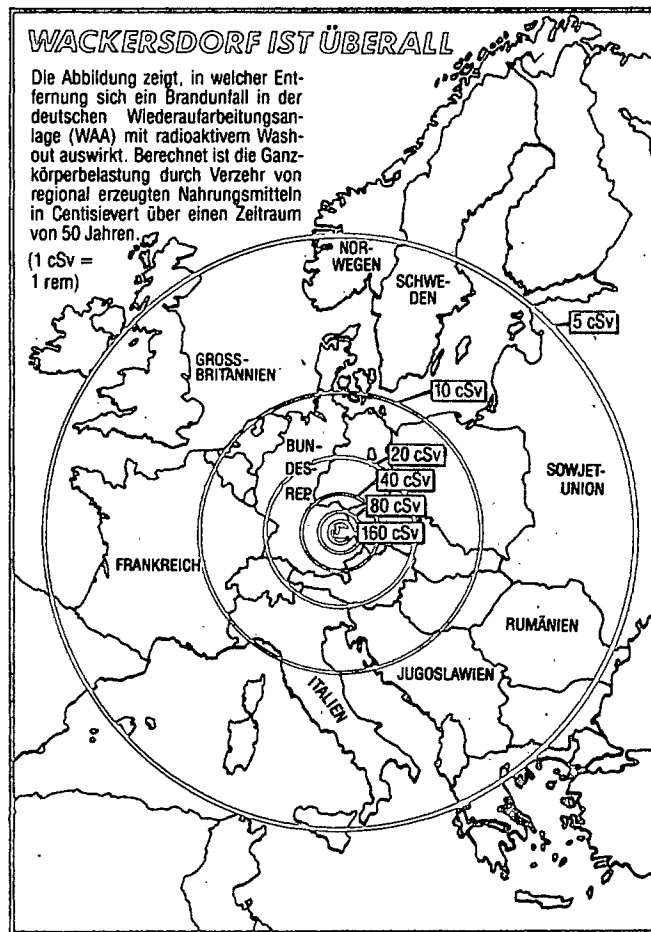 WACKERSDORF IST ÜBERALL
Die Abbildung zeigt, in welcher Ent-
fernung sich ein Brandunfall in der
deutschen Wiederaufarbeitungsan-
lage (WAA) mit radioaktivem Wash-
out auswirkt. Berechnet ist die Ganz-
körperbelastung durch Verzehr von
regional erzeugten Nahrungsmitteln
in Centisievert über einen Zeitraum
von 50 Jahren.
(1 cSv =
1 rem)
NOR-
WEGEN
SCHWE-
DEN
5 cSv
GROSS-
BRITANNIEN
10 cSv
BUN-
DES-
REP.
20 cSv
40 cSv
80 cSv
160 cSv
SOWJET-
UNION
FRANKREICH
RUMÄNIEN
JUGOSLAWIEN
ITALIEN